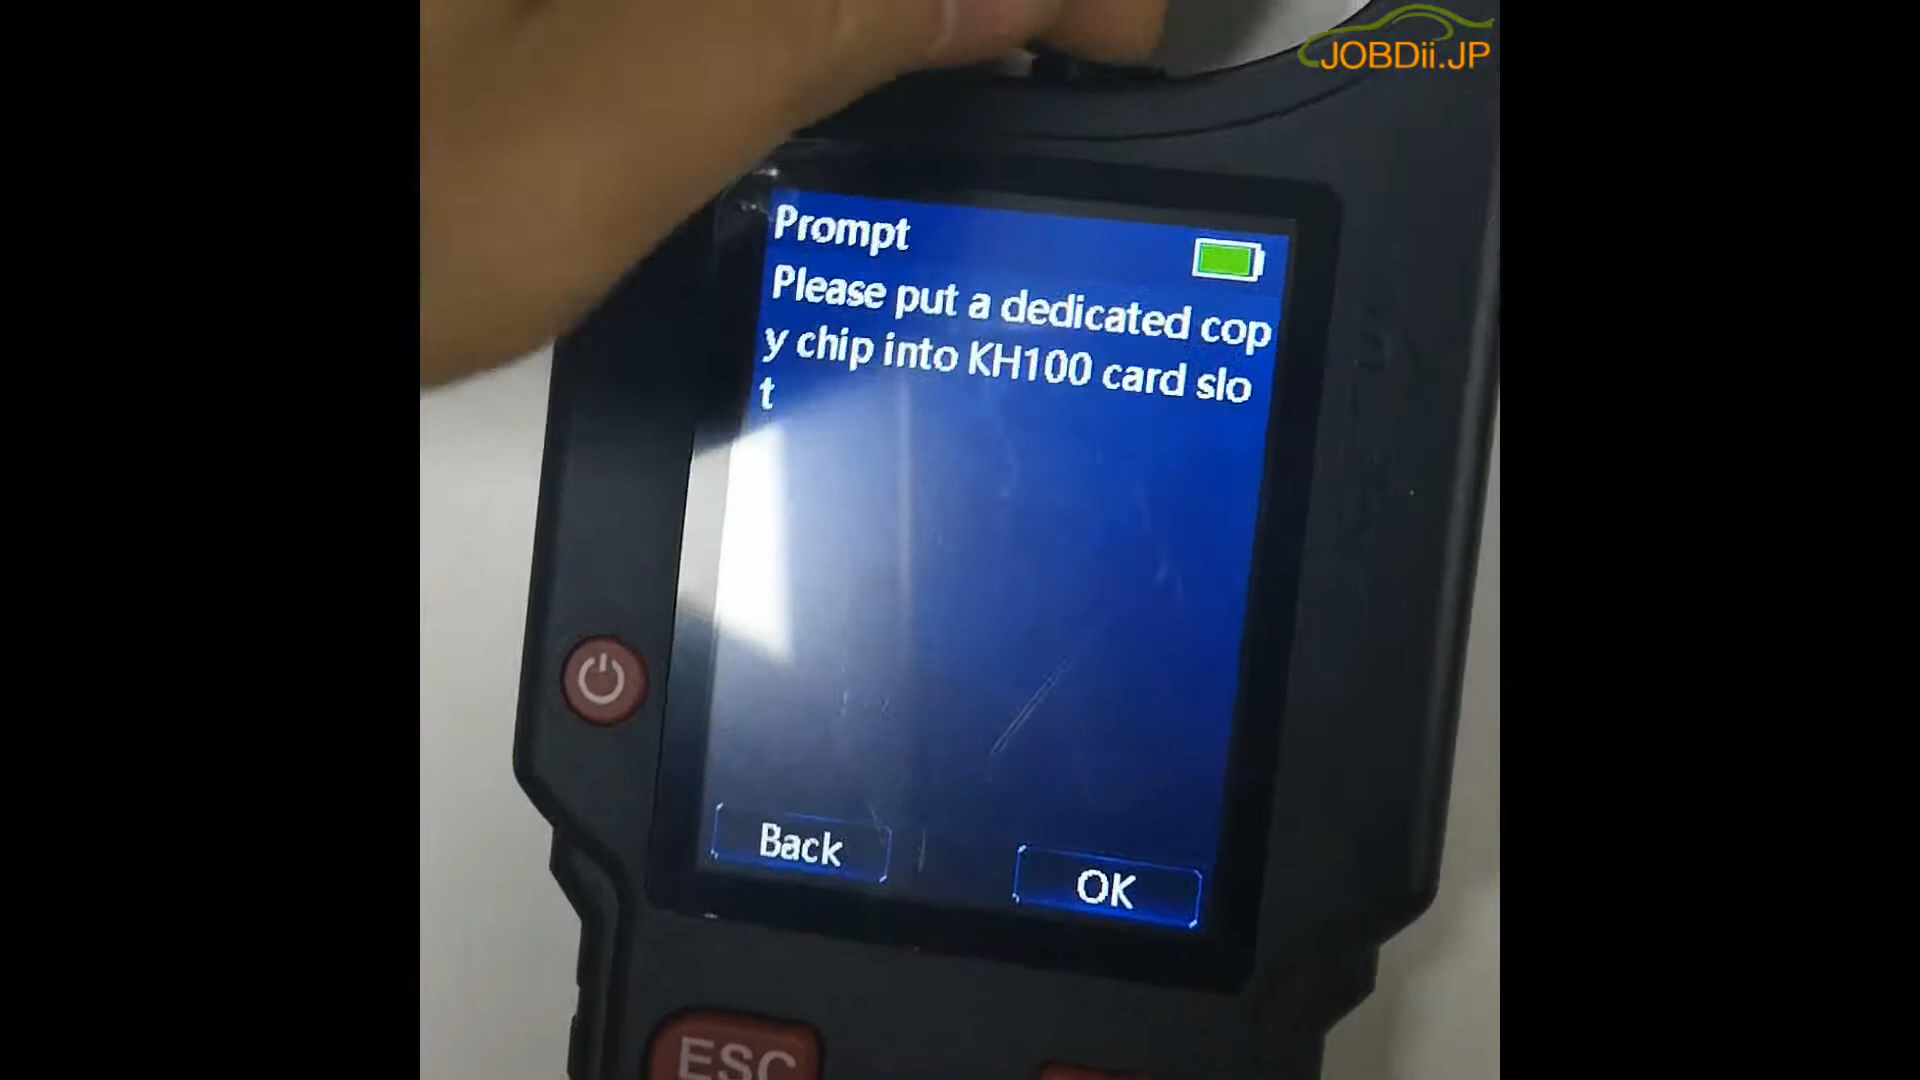 JOBDii.JP
Prompt
Please put a dedicated cop
y chip into KH100 card slo
t
Back
OK
ESC